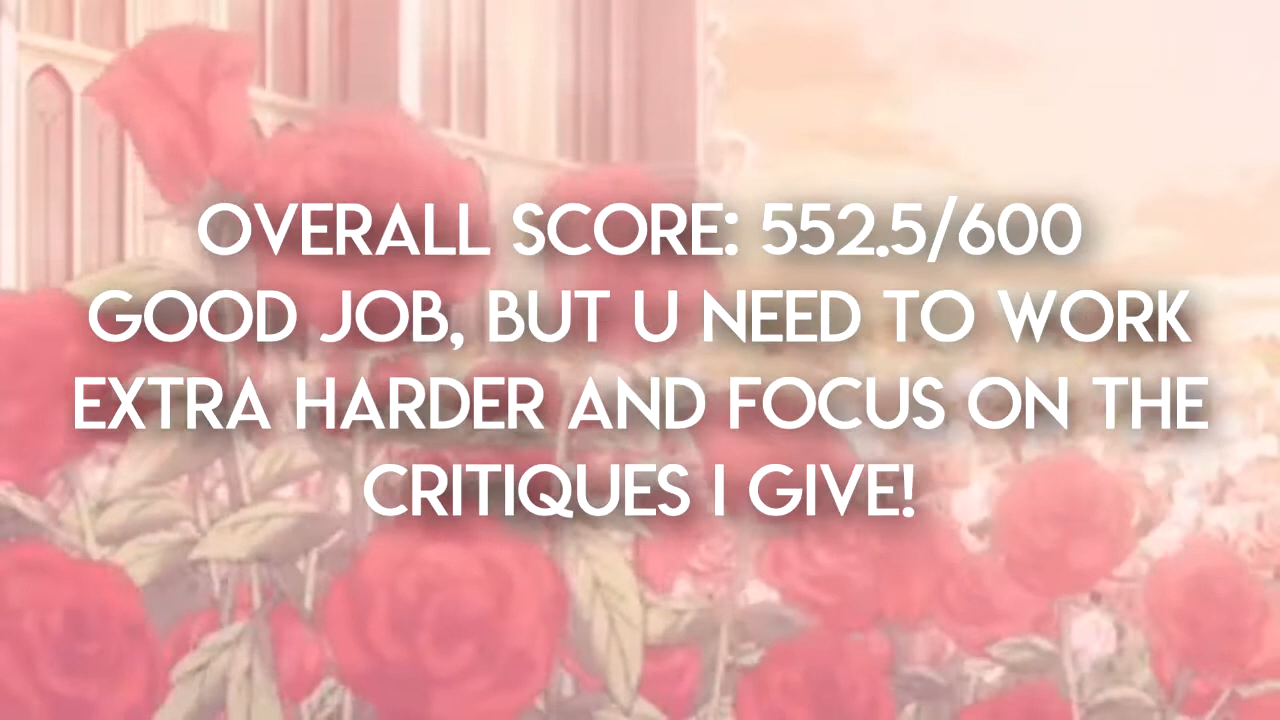 OVERALL SCORE: 552.5/600
GOOD JOB, BUT U NEED TO WORK
EXTRA HARDER AND FOCUS ON THE
CRITIQUES I GIVE!